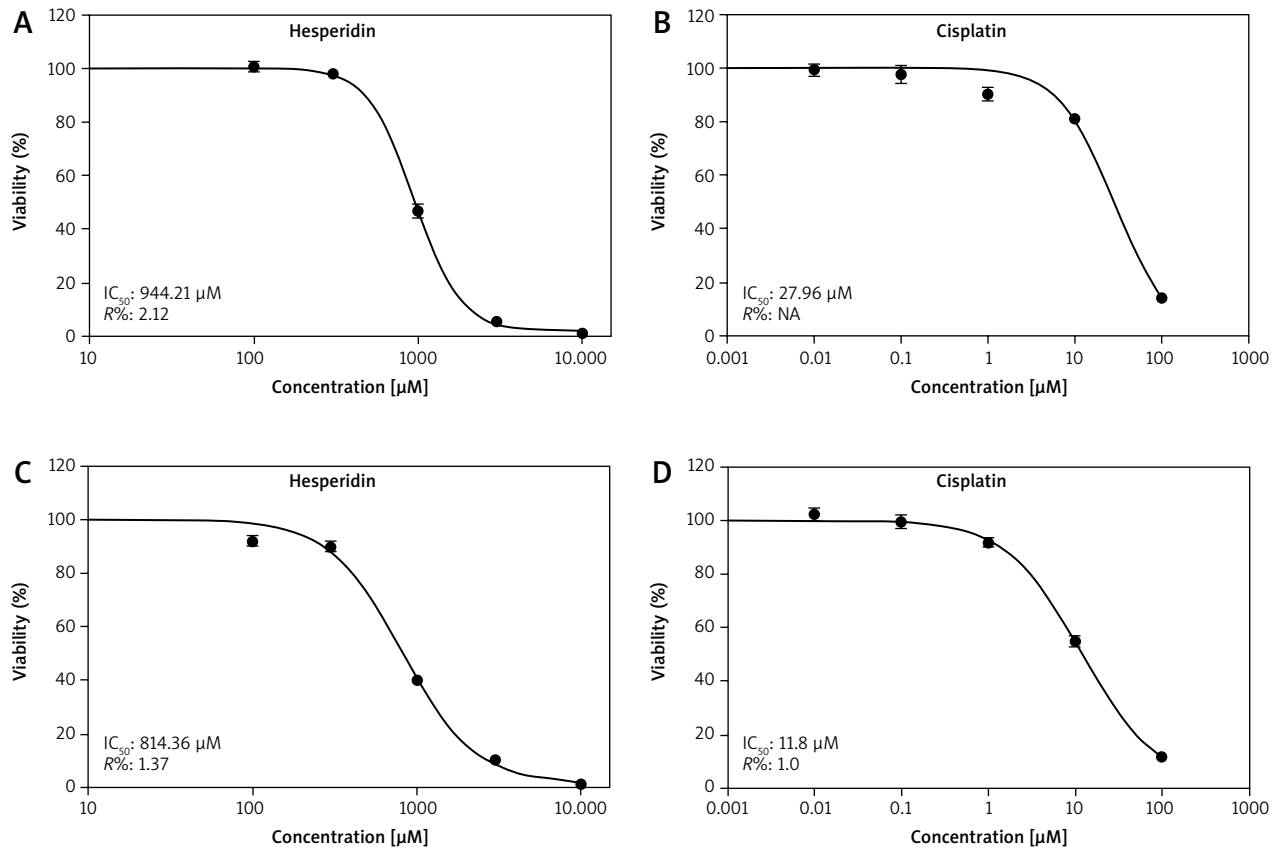 A
Hesperidin
120
100
80
60
40
20
0
Viability (%)
IC50: 944.21 µM
R%: 2.12
10 100 1000 10.000
Concentration [µM]
B
Cisplatin
120
100
80
60
40
20
0
Viability (%)
IC50: 27.96 µM
R%: NA
0.001 0.01 0.1 1 10 100 1000
Concentration [µM]
C
Hesperidin
120
100
80
60
40
20
0
Viability (%)
IC50: 814.36 µM
R%: 1.37
10 100 1000 10.000
Concentration [µM]
D
Cisplatin
120
100
80
60
40
20
0
Viability (%)
IC50: 11.8 µM
R%: 1.0
0.001 0.01 0.1 1 10 100 1000
Concentration [µM]